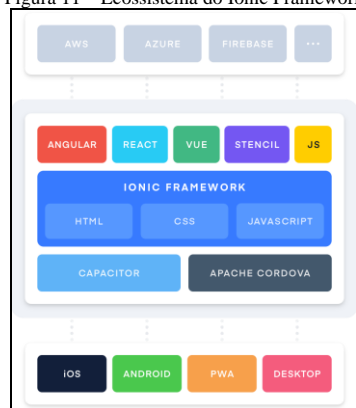 Figura 11 – Ecossistema do Ionic Framework
AWS AZURE FIREBASE ...
ANGULAR REACT VUE STENCIL JS
IONIC FRAMEWORK
HTML CSS JAVASCRIPT
CAPACITOR APACHE CORDOVA
iOS ANDROID PWA DESKTOP